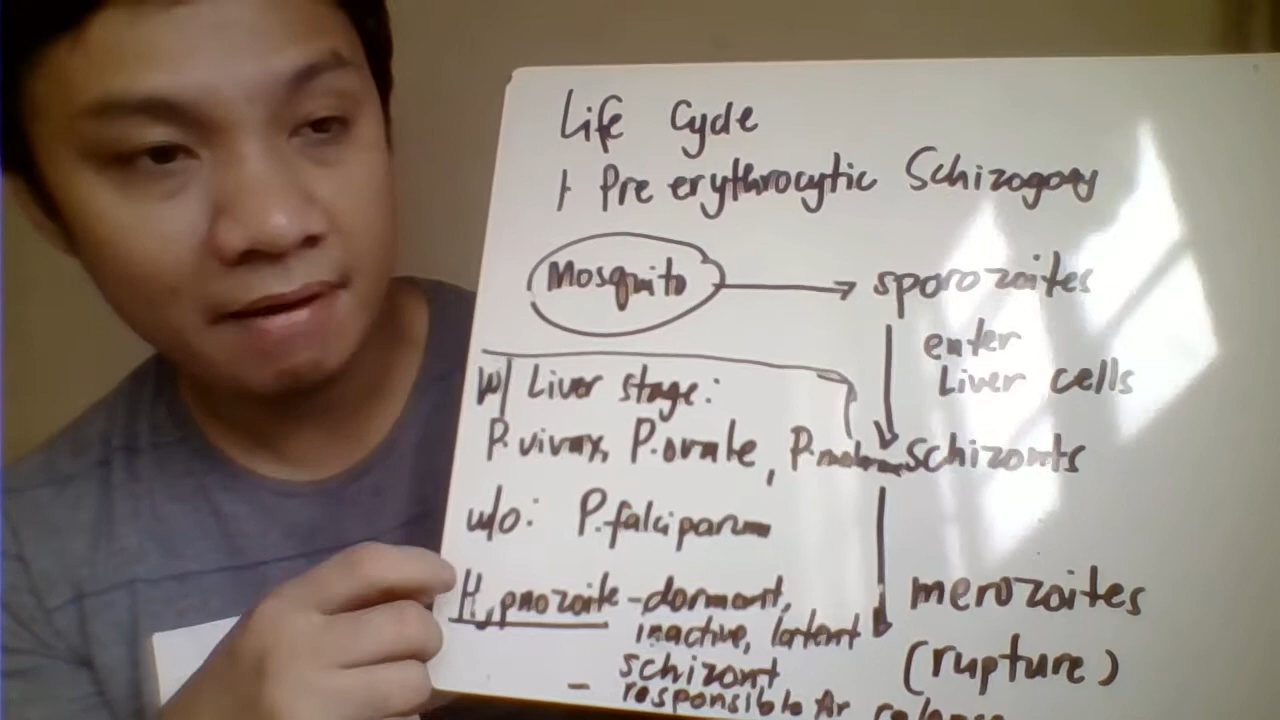 Life Cycle
Pre erythrocytic Schizogony
Mosquito → sporozoites
enter
Liver cells
w/ Liver stage:
P. vivax, P. ovale, P.
Schizonts
w/o: P. falciparum
Hypnozoite - dormant,
inactive, latent
schizont
- responsible for relapse
merozoites
(rupture)